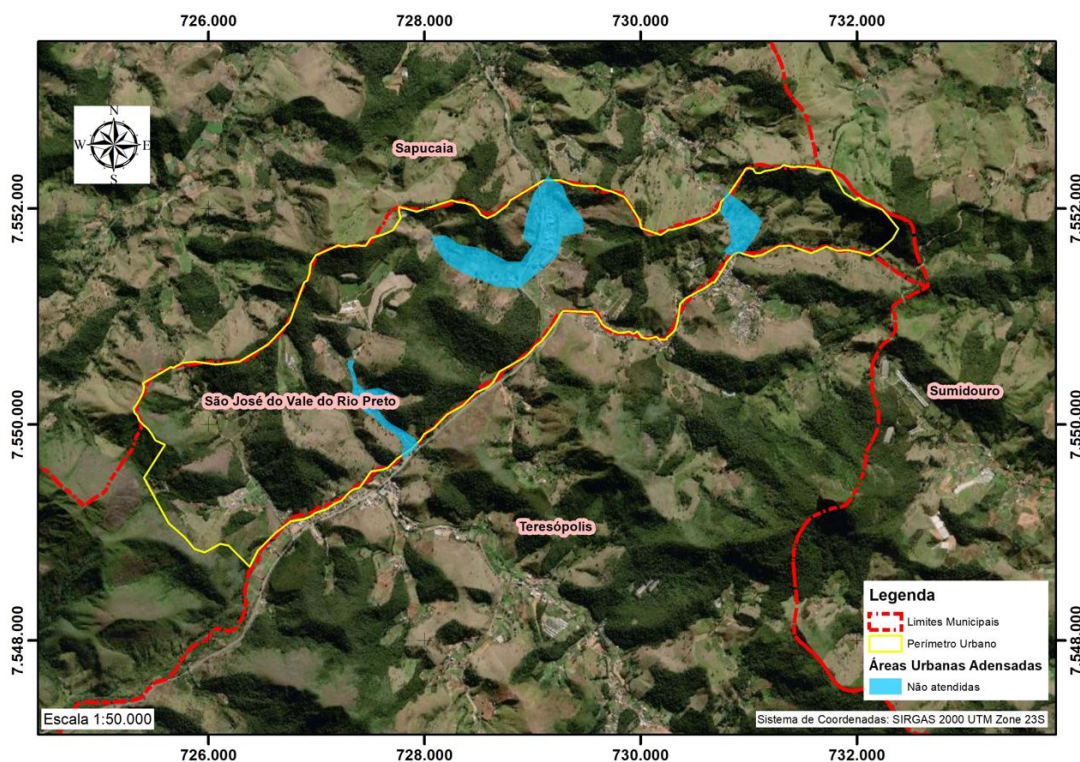 726.000 728.000 730.000 732.000
N
W E
S
Sapucaia
7.552.000 7.552.000
Sumidouro
São José do Vale do Rio Preto
7.550.000 7.550.000
Teresópolis
Legenda
Limites Municipais
Perímetro Urbano
Áreas Urbanas Adensadas
Não atendidas
7.548.000 7.548.000
Escala 1:50.000
Sistema de Coordenadas: SIRGAS 2000 UTM Zone 23S
726.000 728.000 730.000 732.000